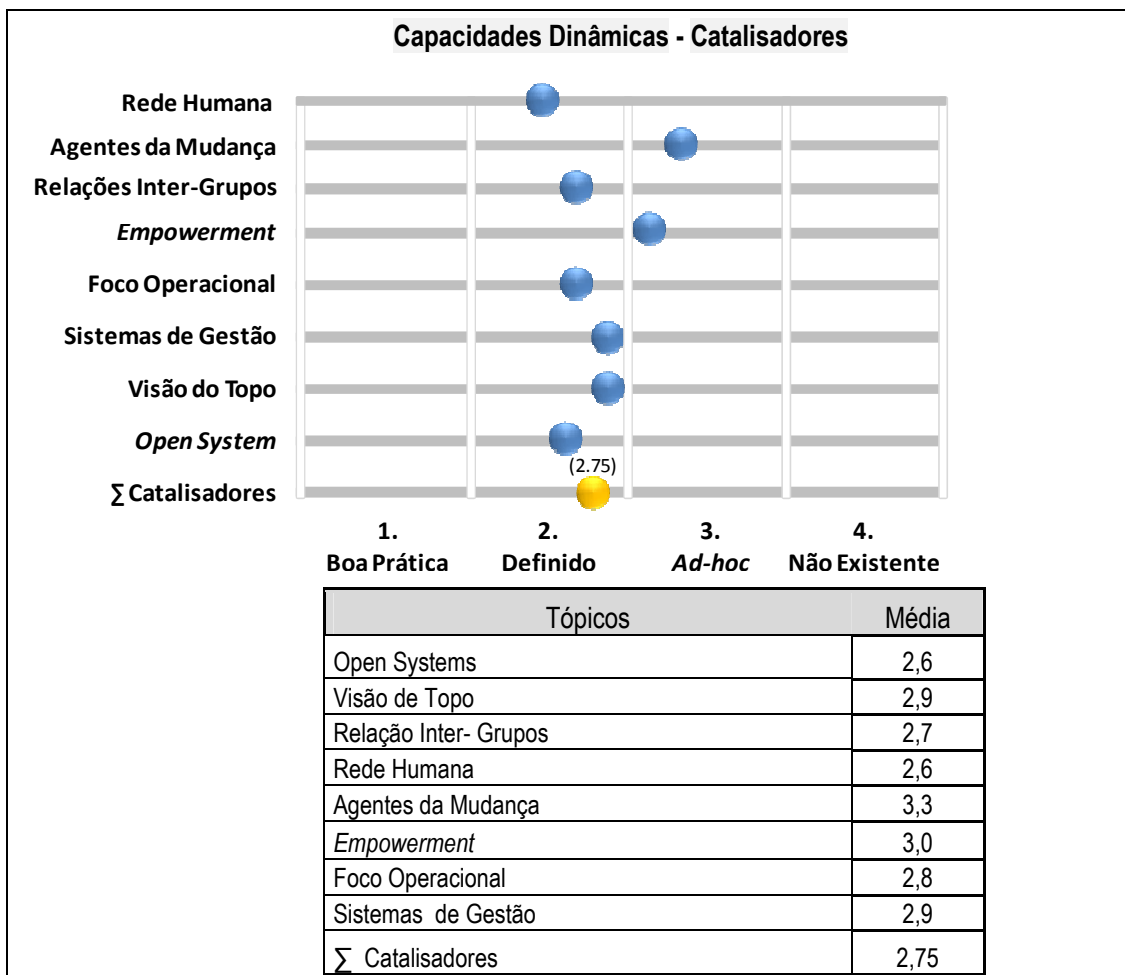 Capacidades Dinâmicas - Catalisadores
Rede Humana
Agentes da Mudança
Relações Inter-Grupos
Empowerment
Foco Operacional
Sistemas de Gestão
Visão do Topo
Open System
(2.75)
∑ Catalisadores
1. 2. 3. 4.
Boa Prática Definido Ad-hoc Não Existente
Tópicos Média
Open Systems 2,6
Visão de Topo 2,9
Relação Inter- Grupos 2,7
Rede Humana 2,6
Agentes da Mudança 3,3
Empowerment 3,0
Foco Operacional 2,8
Sistemas de Gestão 2,9
∑ Catalisadores 2,75